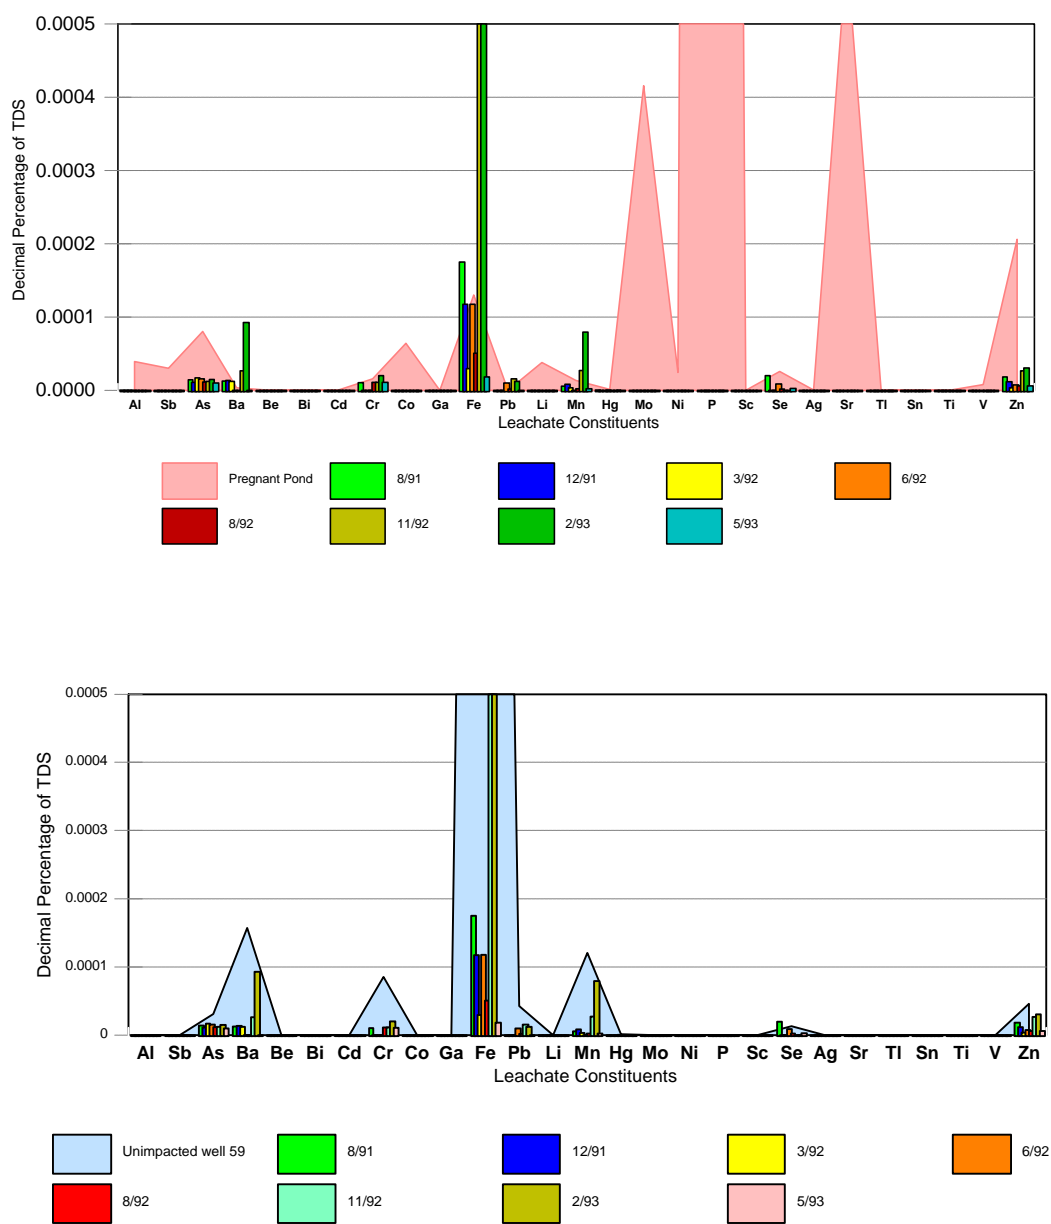 0.0005
0.0004
0.0003
0.0002
0.0001
0.0000
Decimal Percentage of TDS
Al Sb As Ba Be Bi Cd Cr Co Ga Fe Pb Li Mn Hg Mo Ni P Sc Se Ag Sr Tl Sn Ti V Zn
Leachate Constituents
Pregnant Pond 8/91 12/91 3/92 6/92
8/92 11/92 2/93 5/93
0.0005
0.0004
0.0003
0.0002
0.0001
0
Decimal Percentage of TDS
Al Sb As Ba Be Bi Cd Cr Co Ga Fe Pb Li Mn Hg Mo Ni P Sc Se Ag Sr Tl Sn Ti V Zn
Leachate Constituents
Unimpacted well 59 8/91 12/91 3/92 6/92
8/92 11/92 2/93 5/93